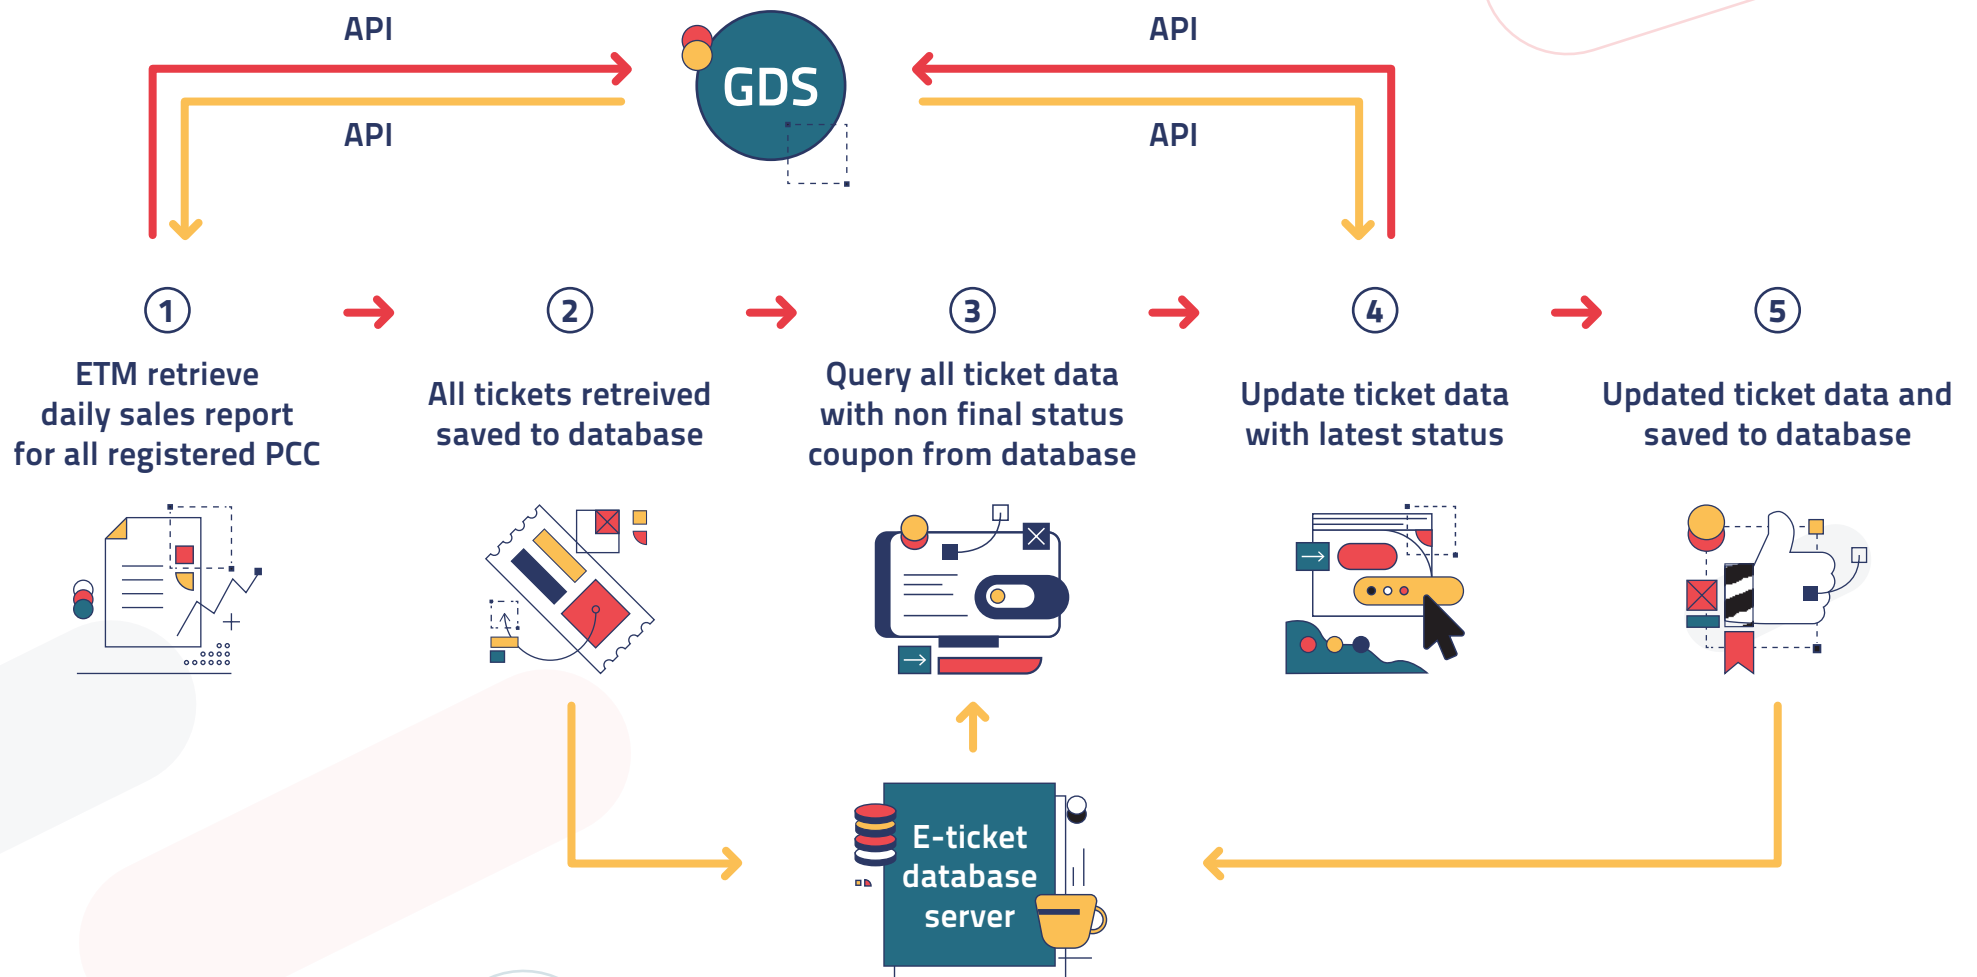 API
API
GDS
API
API
1
2
3
4
5
ETM retrieve
daily sales report
for all registered PCC
All tickets retreived
saved to database
Query all ticket data
with non final status
coupon from database
Update ticket data
with latest status
Updated ticket data and
saved to database
E-ticket
database
server